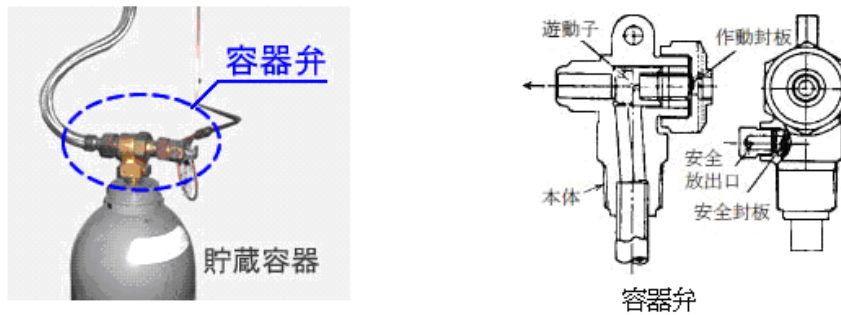 容器弁
貯蔵容器
遊動子
作動封板
安全
放出口
本体
安全封板
容器弁